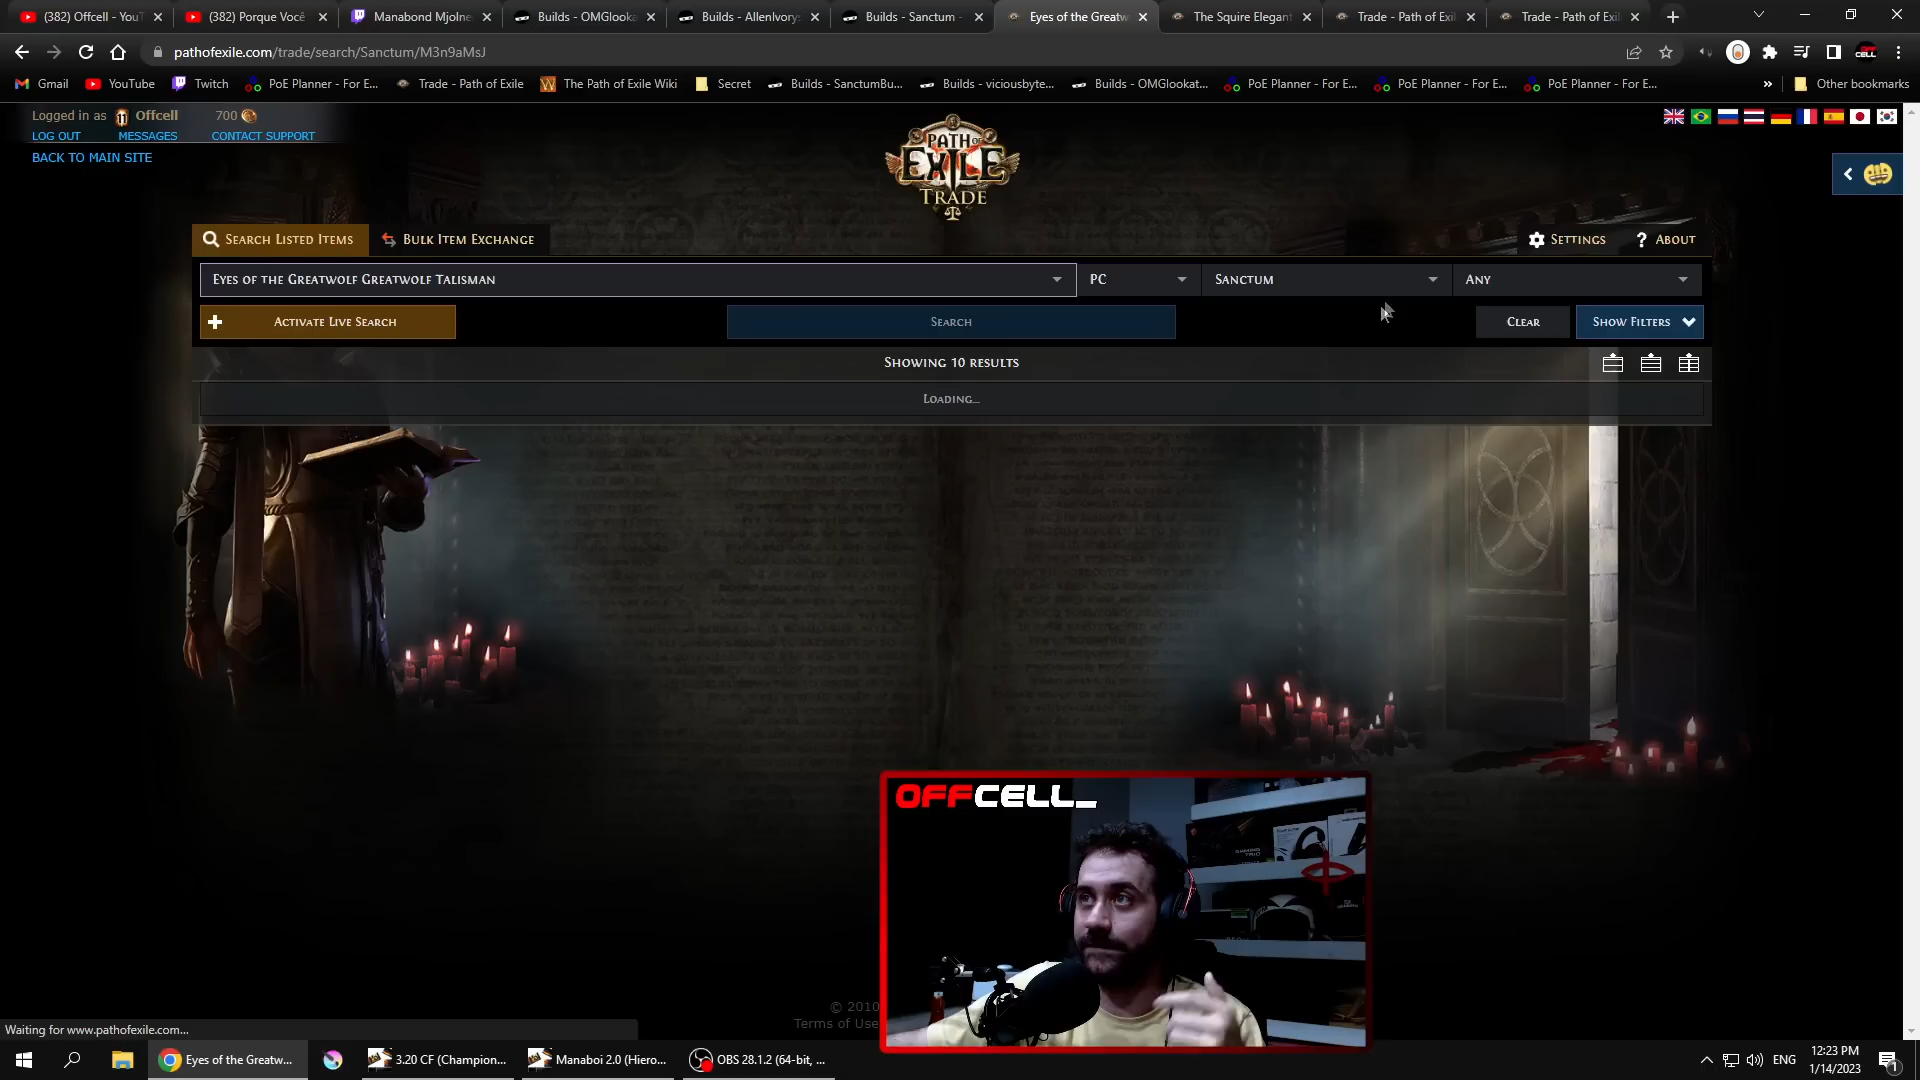 (382) Offcell - YouT
(382) Porque Você
Manabond Mjolne
Builds - OMGlooka
Builds - AllenIvory
Builds - Sanctum -
Eyes of the Greatw
The Squire Elegant
Trade - Path of Exil
Trade - Path of Exil
pathofexile.com/trade/search/Sanctum/M3n9aMsJ
Gmail
YouTube
Twitch
PoE Planner - For E...
Trade - Path of Exile
The Path of Exile Wiki
Secret
Builds - SanctumBu...
Builds - viciousbyte...
Builds - OMGlookat...
PoE Planner - For E...
PoE Planner - For E...
PoE Planner - For E...
»
Other bookmarks
Logged in as Offcell 700
LOG OUT MESSAGES CONTACT SUPPORT
BACK TO MAIN SITE
PATH OF
EXILE
TRADE
Search Listed Items
Bulk Item Exchange
Settings
? About
Eyes of the Greatwolf Greatwolf Talisman
PC
Sanctum
Any
Activate Live Search
Search
Clear
Show Filters
Showing 10 results
Loading...
OFFCELL_
© 2010
Terms of Use
Waiting for www.pathofexile.com...
Eyes of the Greatw...
3.20 CF (Champion...
Manaboi 2.0 (Hiero...
OBS 28.1.2 (64-bit, ...
ENG
12:23 PM
1/14/2023
1